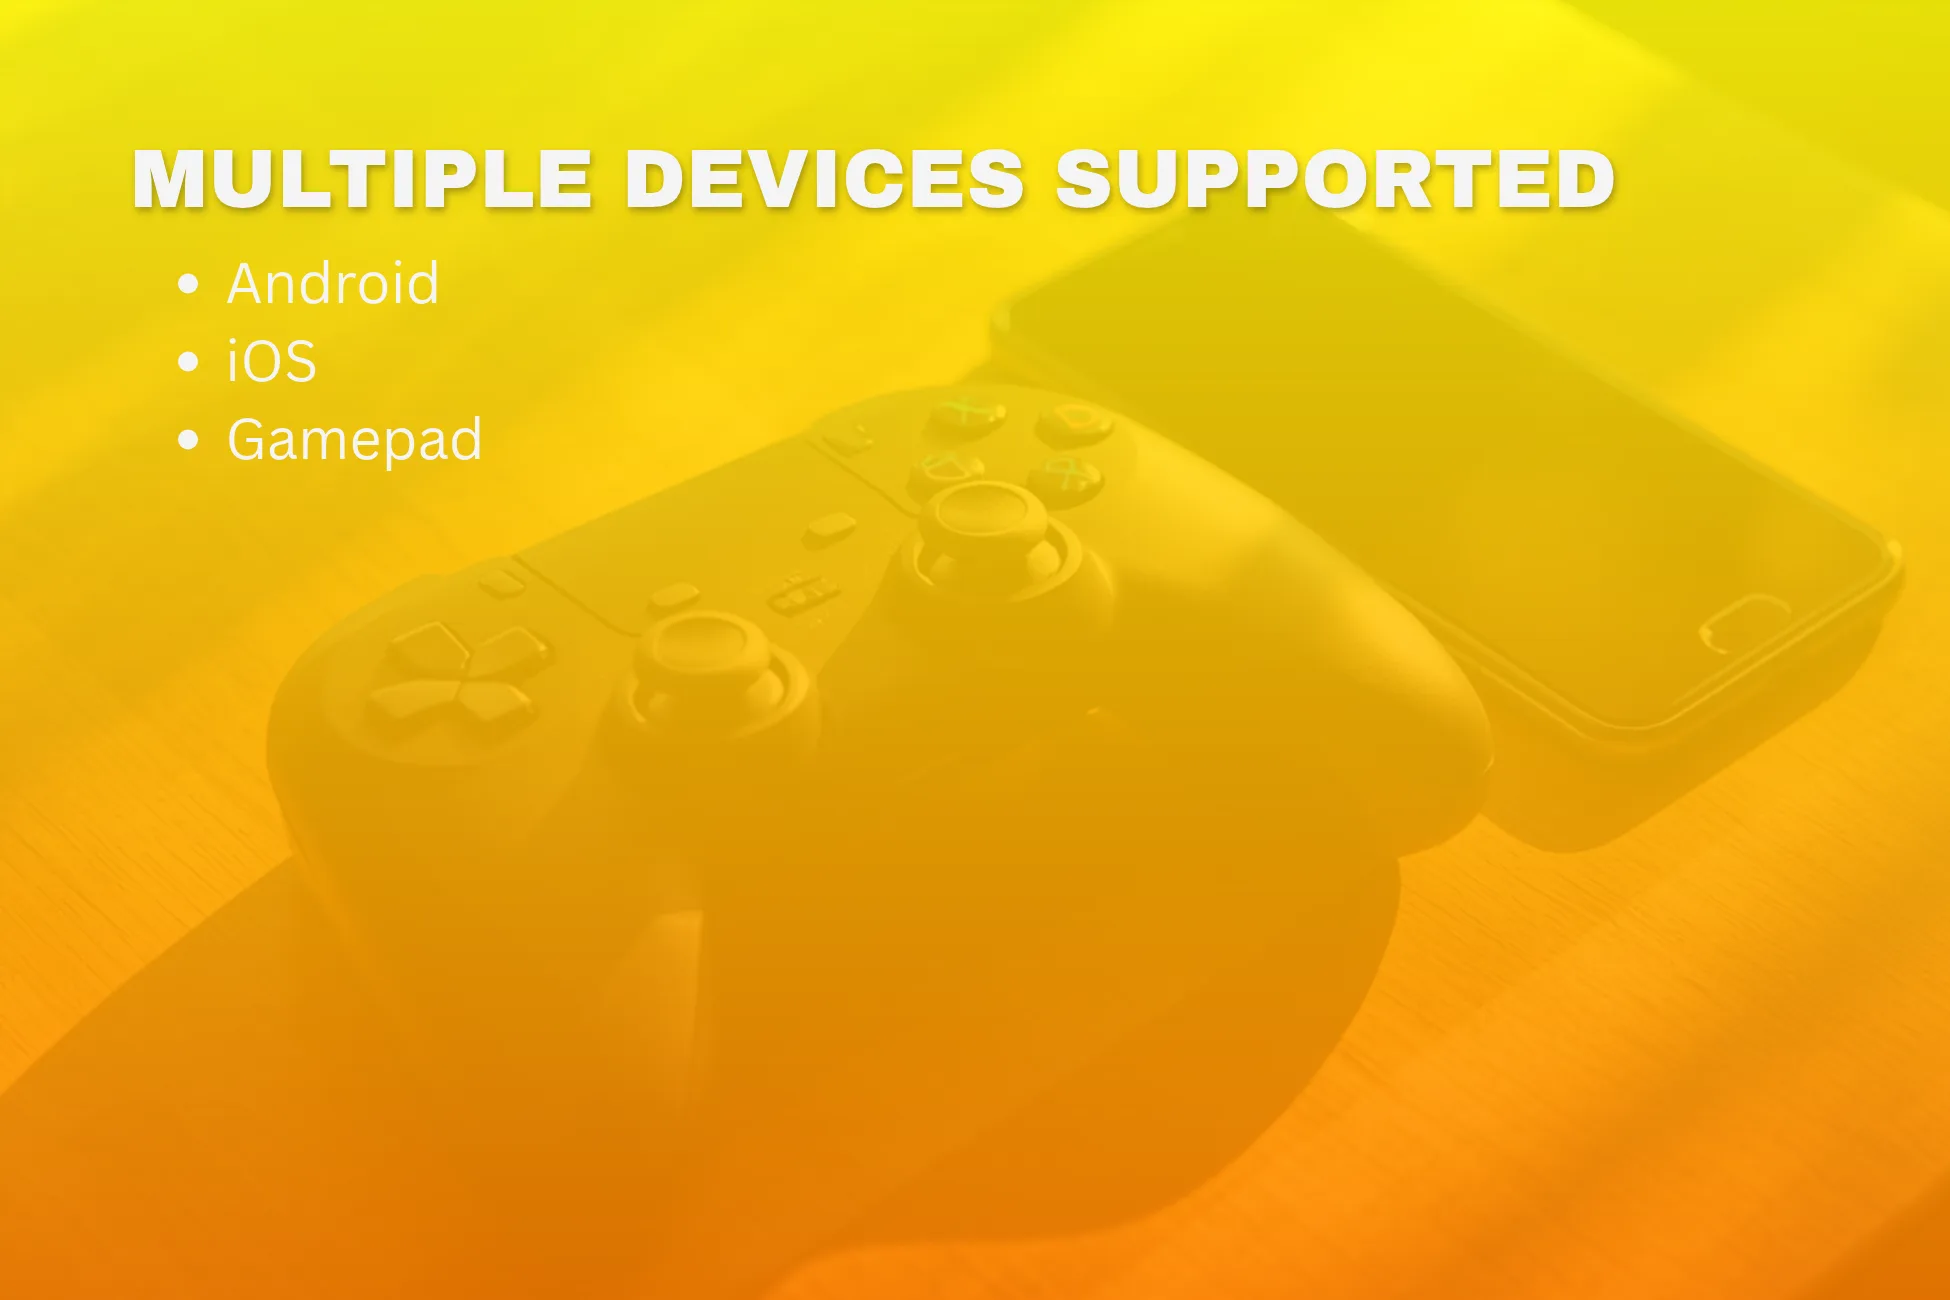 MULTIPLE DEVICES SUPPORTED
• Android
• iOS
• Gamepad